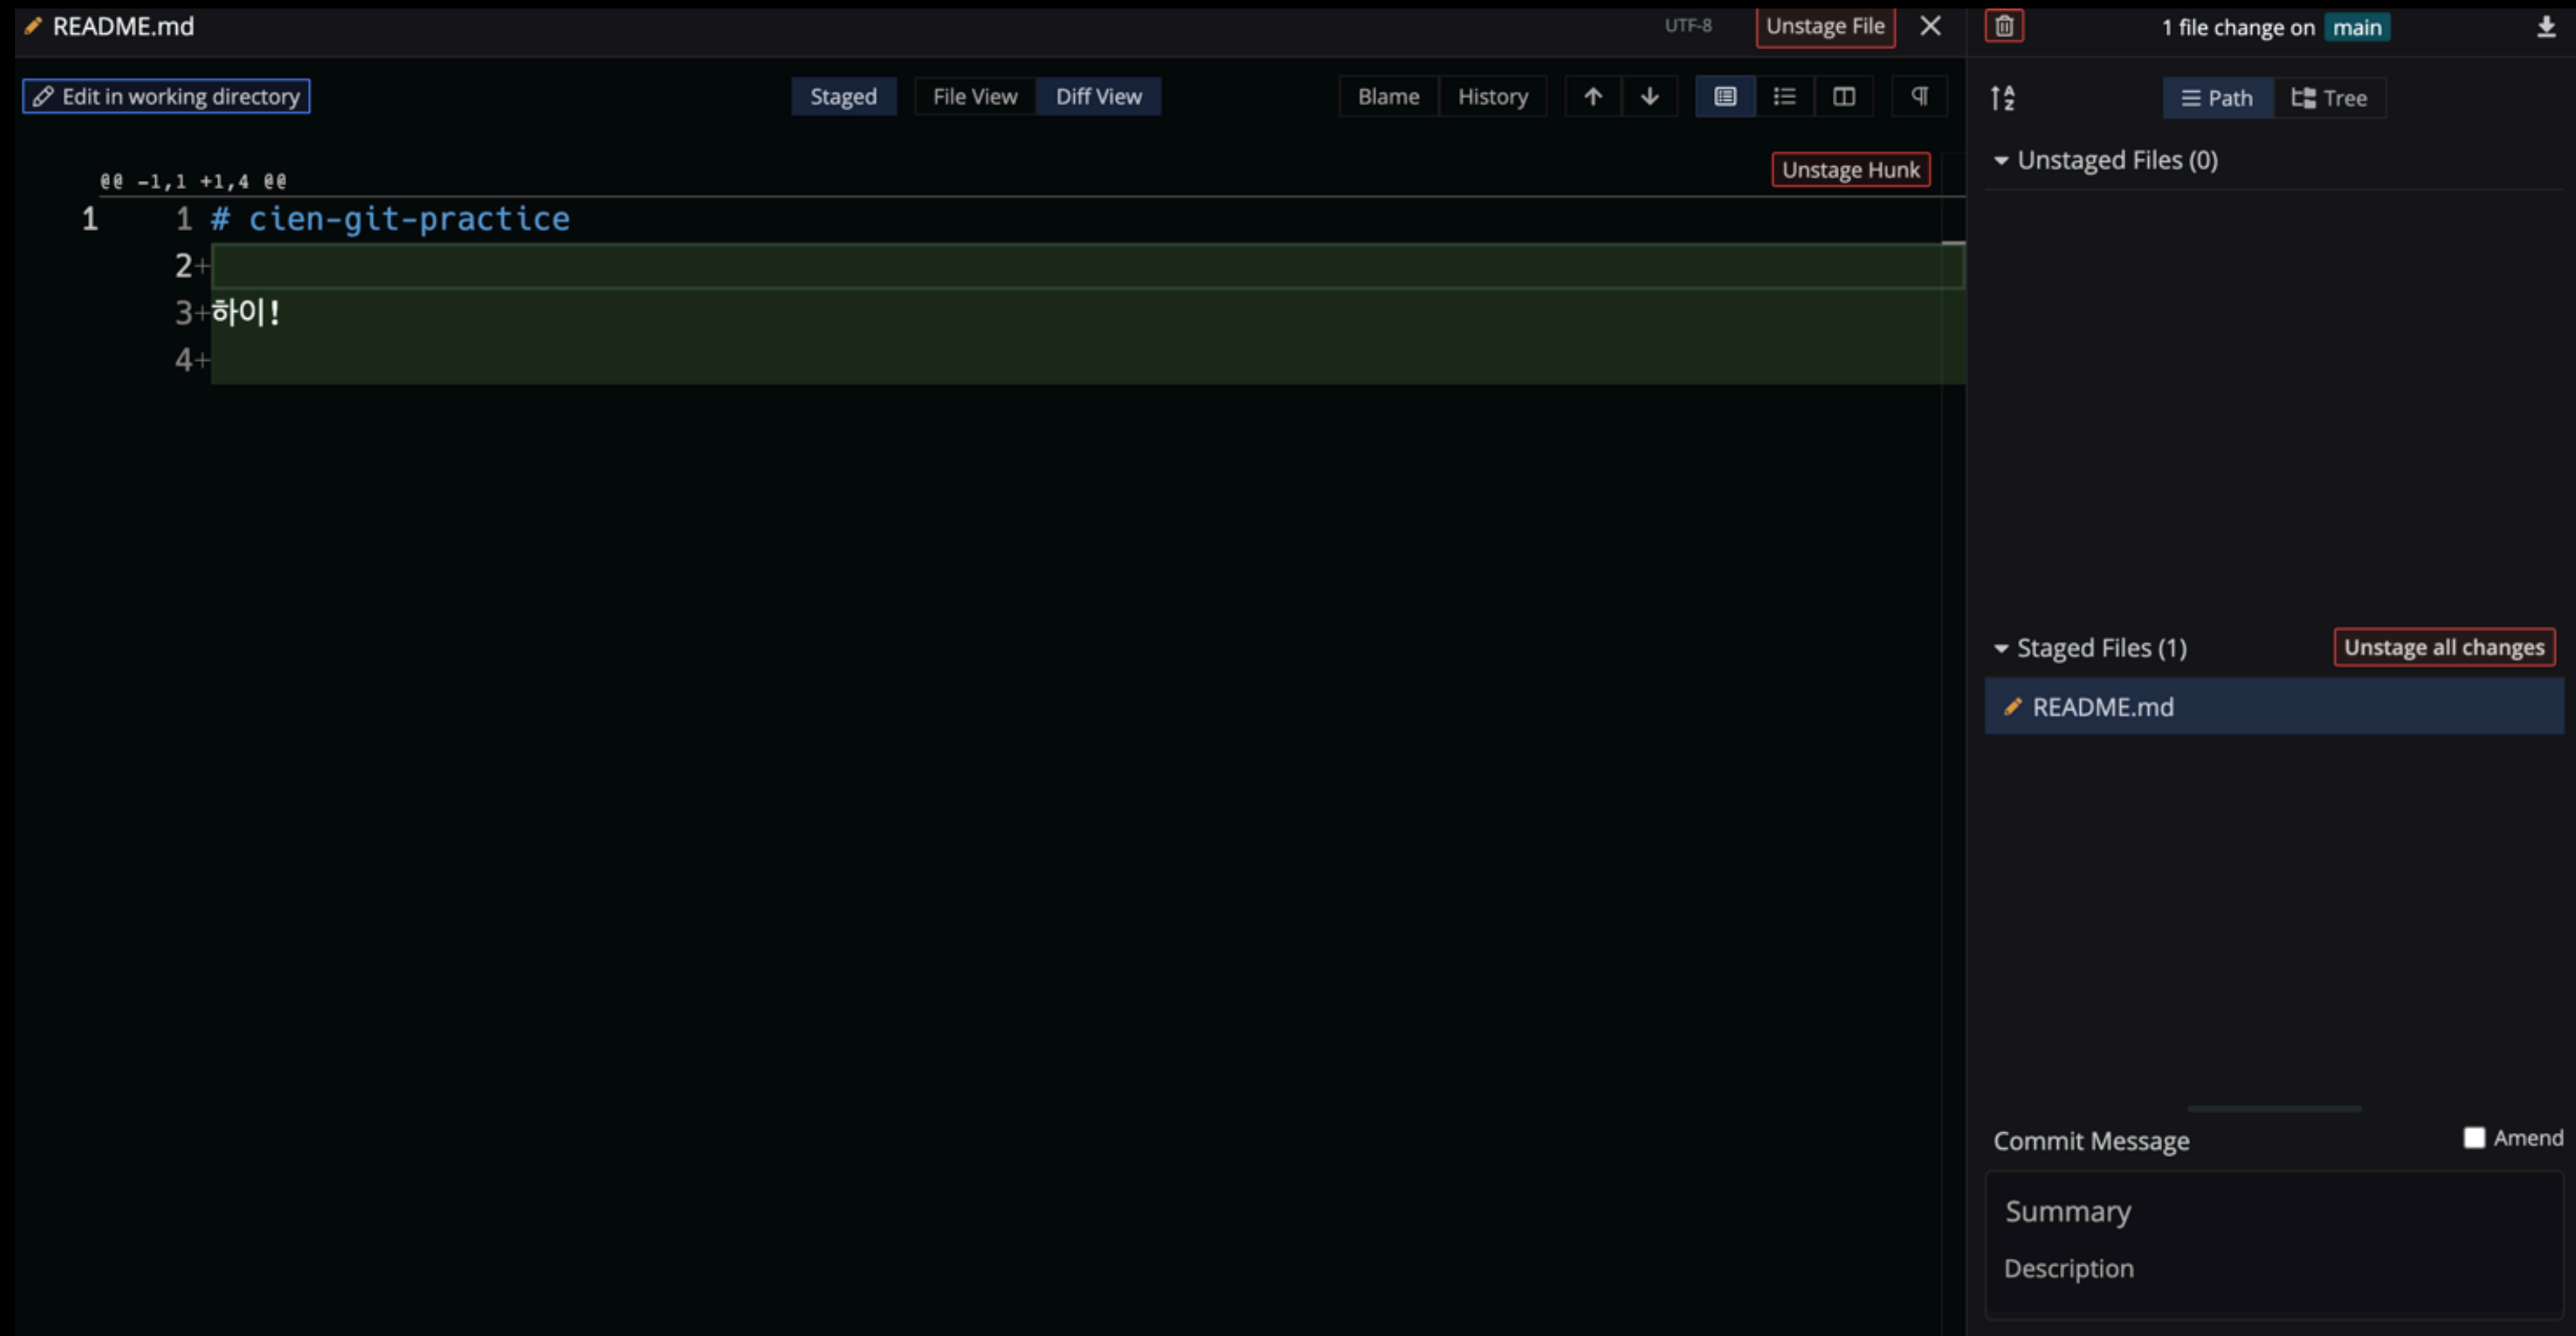 README.md UTF-8 Unstage File
1 file change on main
Edit in working directory Staged File View Diff View Blame History
Path Tree
Unstaged Files (0)
@@ -1,1 +1,4 @@ Unstage Hunk
1 1 # cien-git-practice
2+
3+하이!
4+
Staged Files (1) Unstage all changes
README.md
Commit Message Amend
Summary
Description